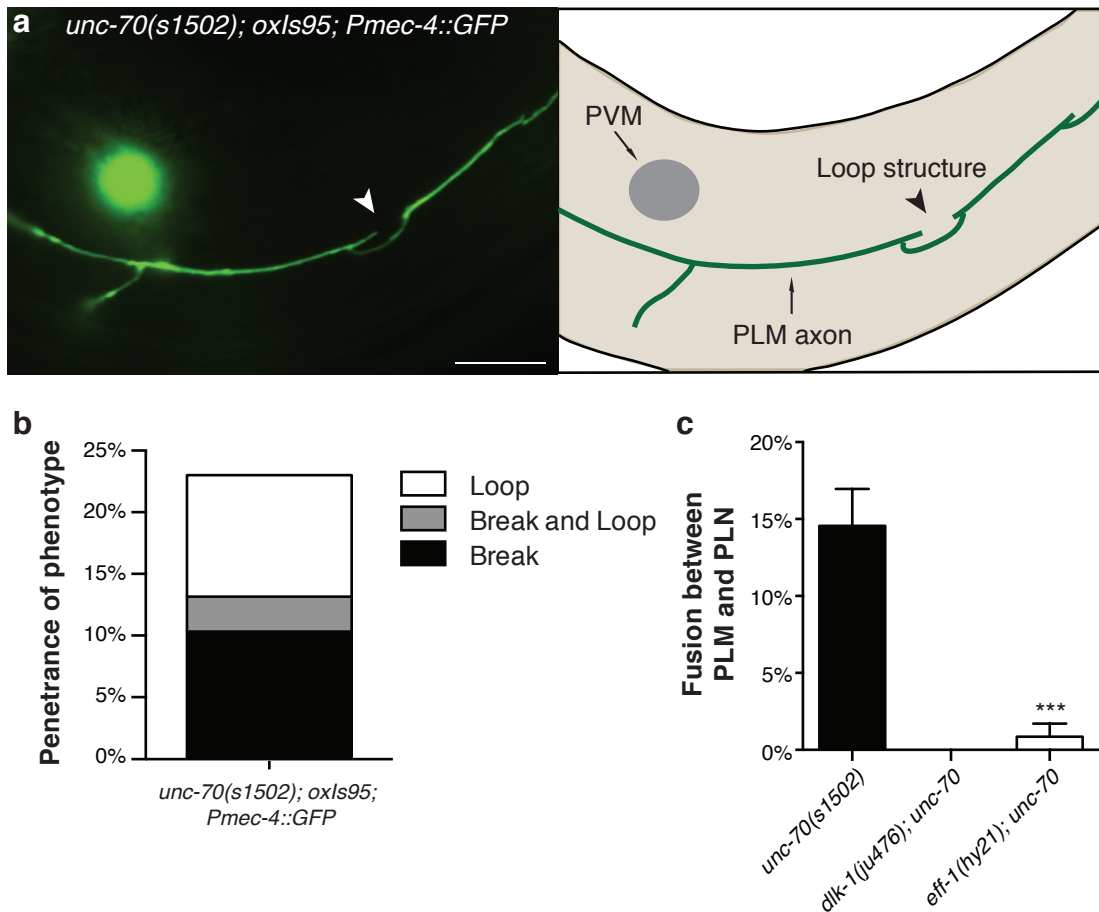 a
unc-70(s1502); oxIs95; Pmec-4::GFP
PVM
Loop structure
PLM axon
b
Penetrance of phenotype
25%
20%
15%
10%
5%
0%
unc-70(s1502); oxIs95;
Pmec-4::GFP
Loop
Break and Loop
Break
c
Fusion between
PLM and PLN
20%
15%
10%
5%
0%
***
unc-70(s1502)
dlk-1(ju476); unc-70
eff-1(hy21); unc-70